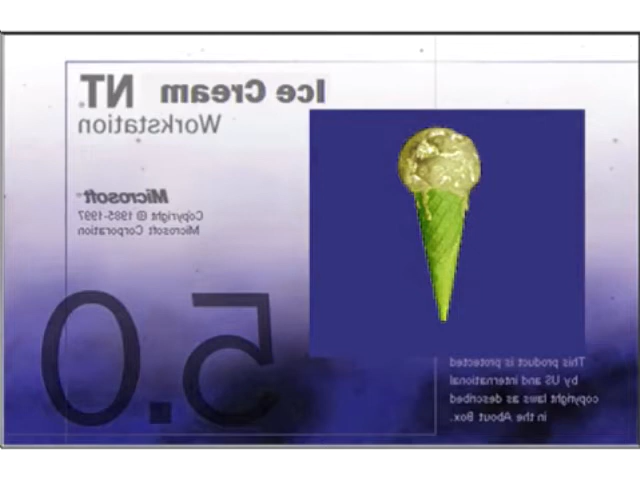 Ice Cream NT.
Workstation
Microsoft
Copyright © 1985-1997
Microsoft Corporation
5.0
This product is protected
by US and international
copyright laws as described
in the About Box.